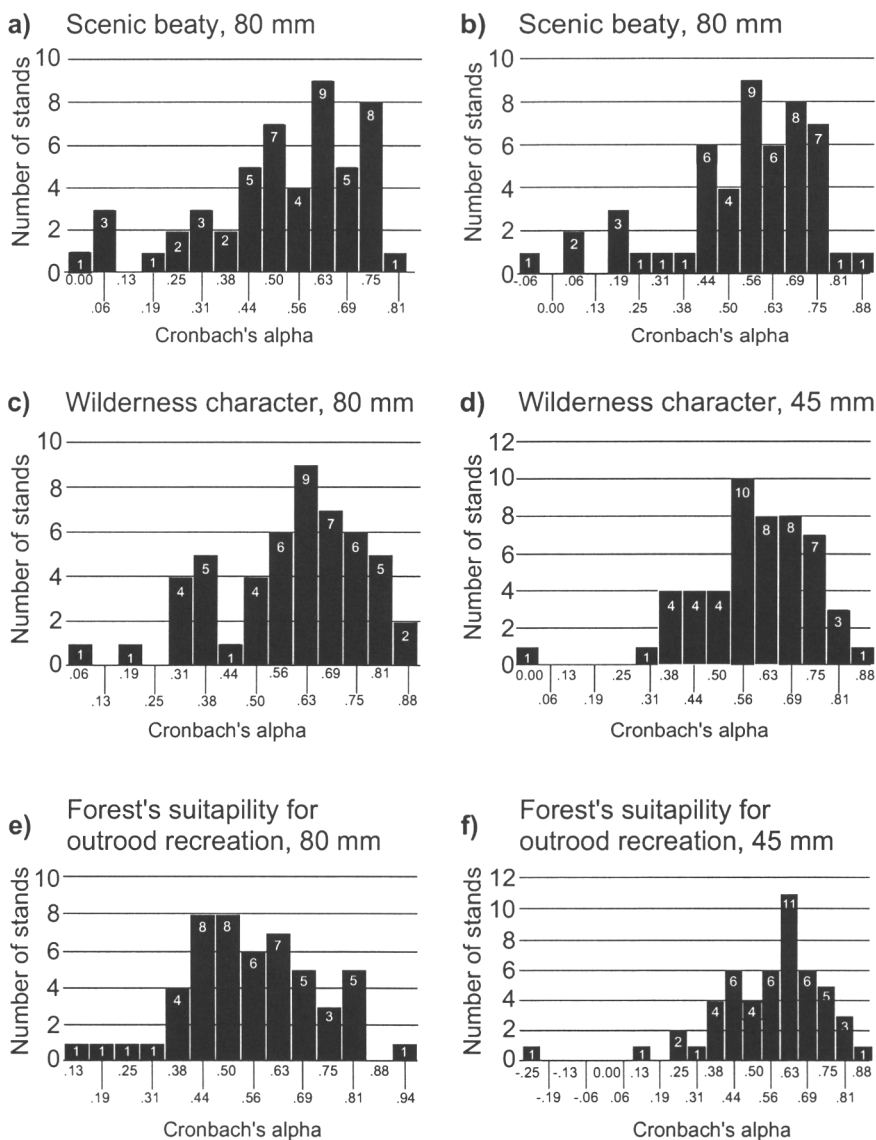 a) Scenic beaty, 80 mm
Number of stands
10
8
6
4
2
0
1 3 1 2 3 2 5 7 4 9 5 8 1
0.00 .13 .25 .38 .50 .63 .75
.06 .19 .31 .44 .56 .69 .81
Cronbach's alpha
b) Scenic beaty, 80 mm
Number of stands
10
8
6
4
2
0
1 2 3 1 1 1 6 4 9 6 8 7 1 1
-.06 .06 .19 .31 .44 .56 .69 .81
0.00 .13 .25 .38 .50 .63 .75 .88
Cronbach's alpha
c) Wilderness character, 80 mm
Number of stands
10
8
6
4
2
0
1 1 4 5 1 4 6 9 7 6 5 2
.06 .19 .31 .44 .56 .69 .81
.13 .25 .38 .50 .63 .75 .88
Cronbach's alpha
d) Wilderness character, 45 mm
Number of stands
12
10
8
6
4
2
0
1 1 4 4 4 10 8 8 7 3 1
0.00 .13 .25 .38 .50 .63 .75 .88
.06 .19 .31 .44 .56 .69 .81
Cronbach's alpha
e) Forest's suitapility for
outrood recreation, 80 mm
Number of stands
10
8
6
4
2
0
1 1 1 1 4 8 8 6 7 5 3 5 1
.13 .25 .38 .50 .63 .75 .88
.19 .31 .44 .56 .69 .81 .94
Cronbach's alpha
f) Forest's suitapility for
outrood recreation, 45 mm
Number of stands
12
10
8
6
4
2
0
1 1 2 1 4 6 4 6 11 6 5 3 1
-.25 -.13 0.00 .13 .25 .38 .50 .63 .75 .88
-.19 -.06 .06 .19 .31 .44 .56 .69 .81
Cronbach's alpha